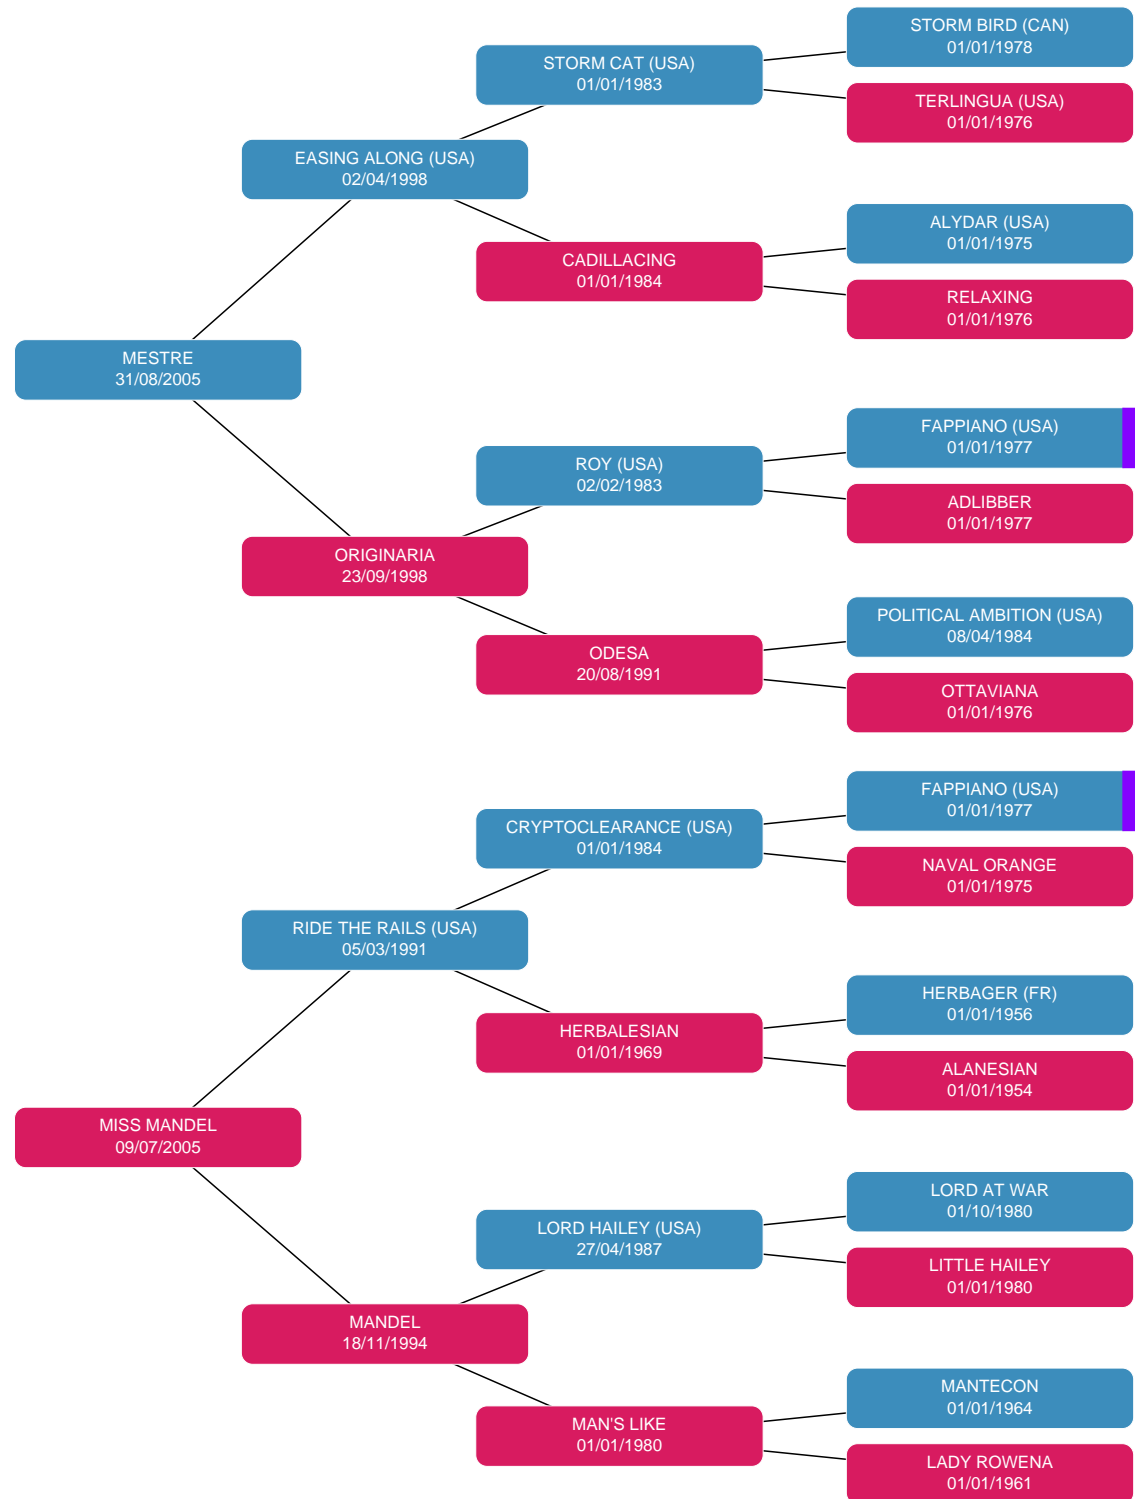 STORM BIRD (CAN)
01/01/1978
STORM CAT (USA)
01/01/1983
TERLINGUA (USA)
01/01/1976
EASING ALONG (USA)
02/04/1998
ALYDAR (USA)
01/01/1975
CADILLACING
01/01/1984
RELAXING
01/01/1976
MESTRE
31/08/2005
FAPPIANO (USA)
01/01/1977
ROY (USA)
02/02/1983
ADLIBBER
01/01/1977
ORIGINARIA
23/09/1998
POLITICAL AMBITION (USA)
08/04/1984
ODESA
20/08/1991
OTTAVIANA
01/01/1976
FAPPIANO (USA)
01/01/1977
CRYPTOCLEARANCE (USA)
01/01/1984
NAVAL ORANGE
01/01/1975
RIDE THE RAILS (USA)
05/03/1991
HERBAGER (FR)
01/01/1956
HERBALESIAN
01/01/1969
ALANESIAN
01/01/1954
MISS MANDEL
09/07/2005
LORD AT WAR
01/10/1980
LORD HAILEY (USA)
27/04/1987
LITTLE HAILEY
01/01/1980
MANDEL
18/11/1994
MANTECON
01/01/1964
MAN'S LIKE
01/01/1980
LADY ROWENA
01/01/1961